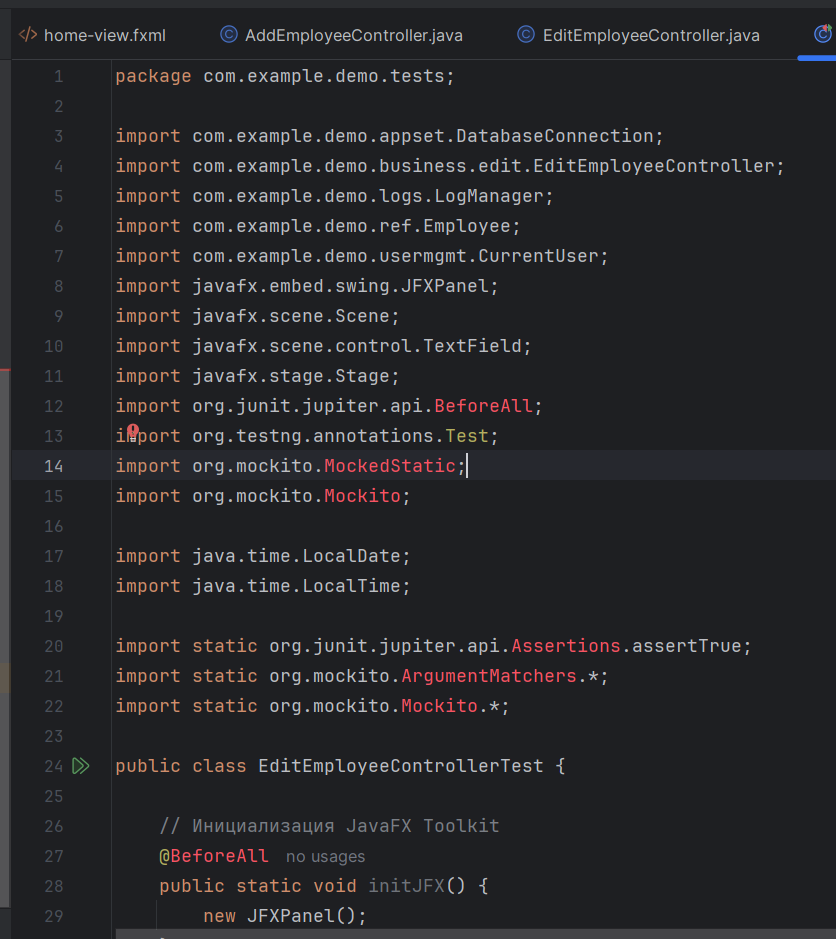 </> home-view.fxml AddEmployeeController.java EditEmployeeController.java
1 package com.example.demo.tests;
2
3 import com.example.demo.appset.DatabaseConnection;
4 import com.example.demo.business.edit.EditEmployeeController;
5 import com.example.demo.logs.LogManager;
6 import com.example.demo.ref.Employee;
7 import com.example.demo.usermgmt.CurrentUser;
8 import javafx.embed.swing.JFXPanel;
9 import javafx.scene.Scene;
10 import javafx.scene.control.TextField;
11 import javafx.stage.Stage;
12 import org.junit.jupiter.api.BeforeAll;
13 import org.testng.annotations.Test;
14 import org.mockito.MockedStatic;
15 import org.mockito.Mockito;
16
17 import java.time.LocalDate;
18 import java.time.LocalTime;
19
20 import static org.junit.jupiter.api.Assertions.assertTrue;
21 import static org.mockito.ArgumentMatchers.*;
22 import static org.mockito.Mockito.*;
23
24 public class EditEmployeeControllerTest {
25
26 // Инициализация JavaFX Toolkit
27 @BeforeAll no usages
28 public static void initJFX() {
29 new JFXPanel();